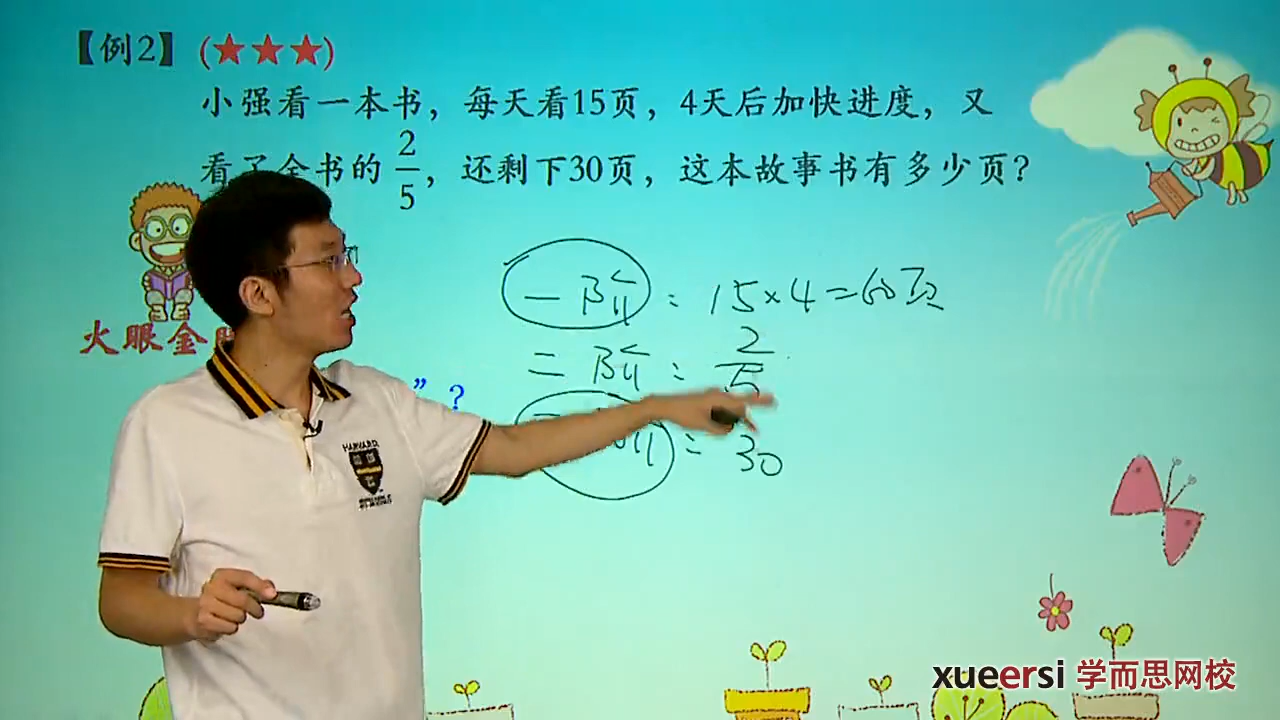 【例2】(★★★)
小强看一本书，每天看15页，4天后加快进度，又
看了全书的 2/5，还剩下30页，这本故事书有多少页？
火眼金
”？
一阶：15×4=60页
二阶：2/5
阶：30
HARVARD
xueersi 学而思网校